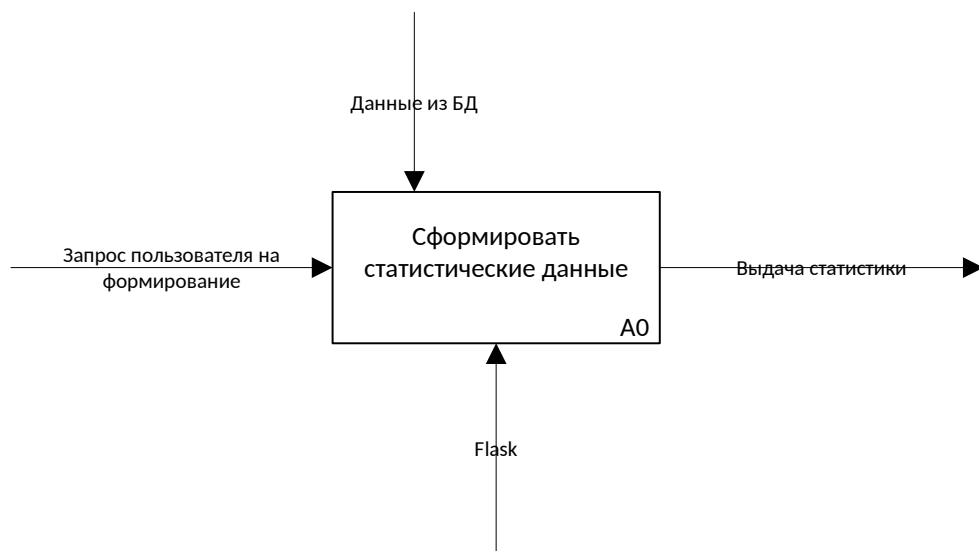 Данные из БД
Сформировать
статистические данные
Запрос пользователя на
формирование
Выдача статистики
A0
Flask